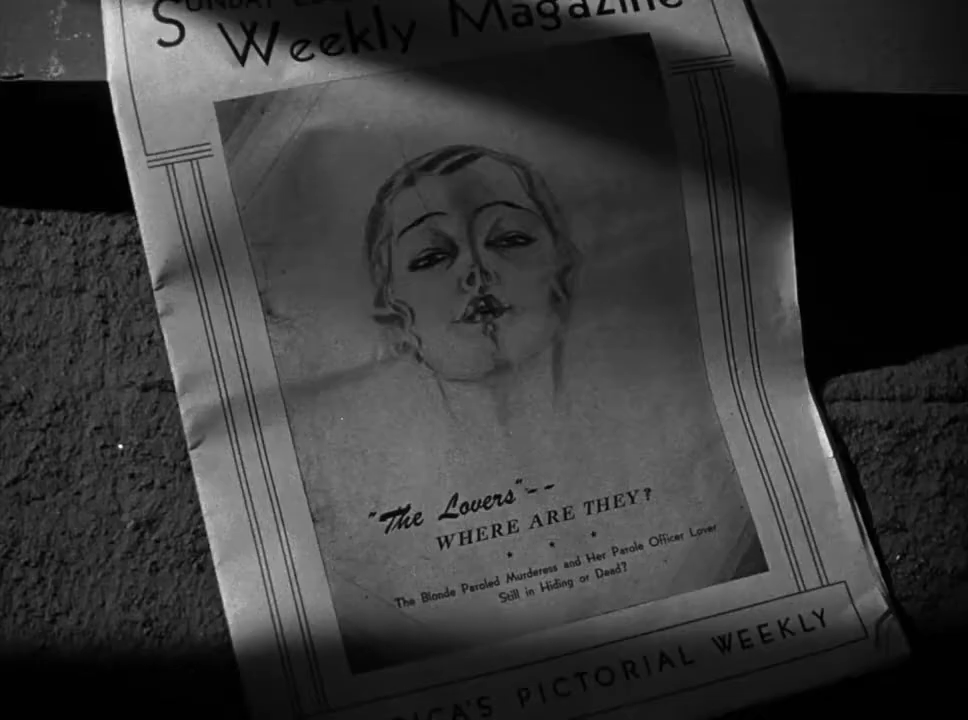 SUNDAY
Weekly Magazine
"The Lovers"--
WHERE ARE THEY?
* * *
The Blonde Paroled Murderess and Her Parole Officer Lover
Still in Hiding or Dead?
PICTORIAL WEEKLY